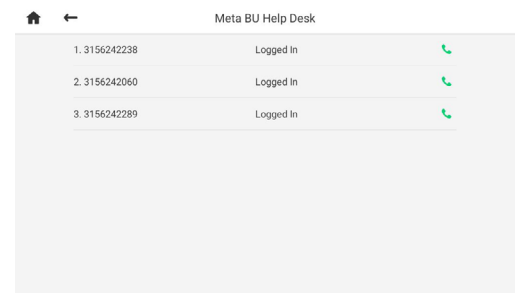 Meta BU Help Desk
1. 3156242238 Logged In
2. 3156242060 Logged In
3. 3156242289 Logged In